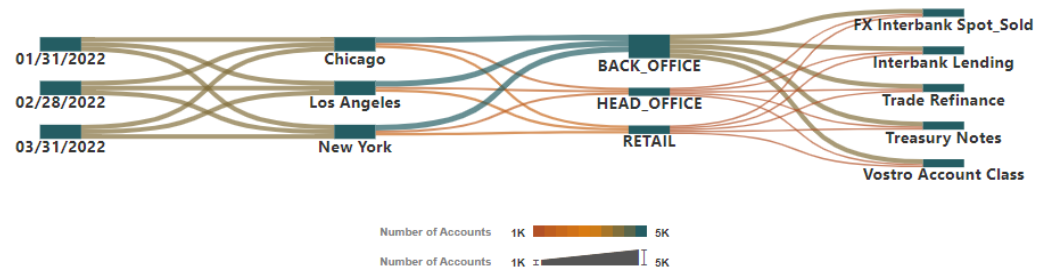 01/31/2022
02/28/2022
03/31/2022
Chicago
Los Angeles
New York
BACK_OFFICE
HEAD_OFFICE
RETAIL
FX Interbank Spot_Sold
Interbank Lending
Trade Refinance
Treasury Notes
Vostro Account Class
Number of Accounts 1K 5K
Number of Accounts 1K 5K